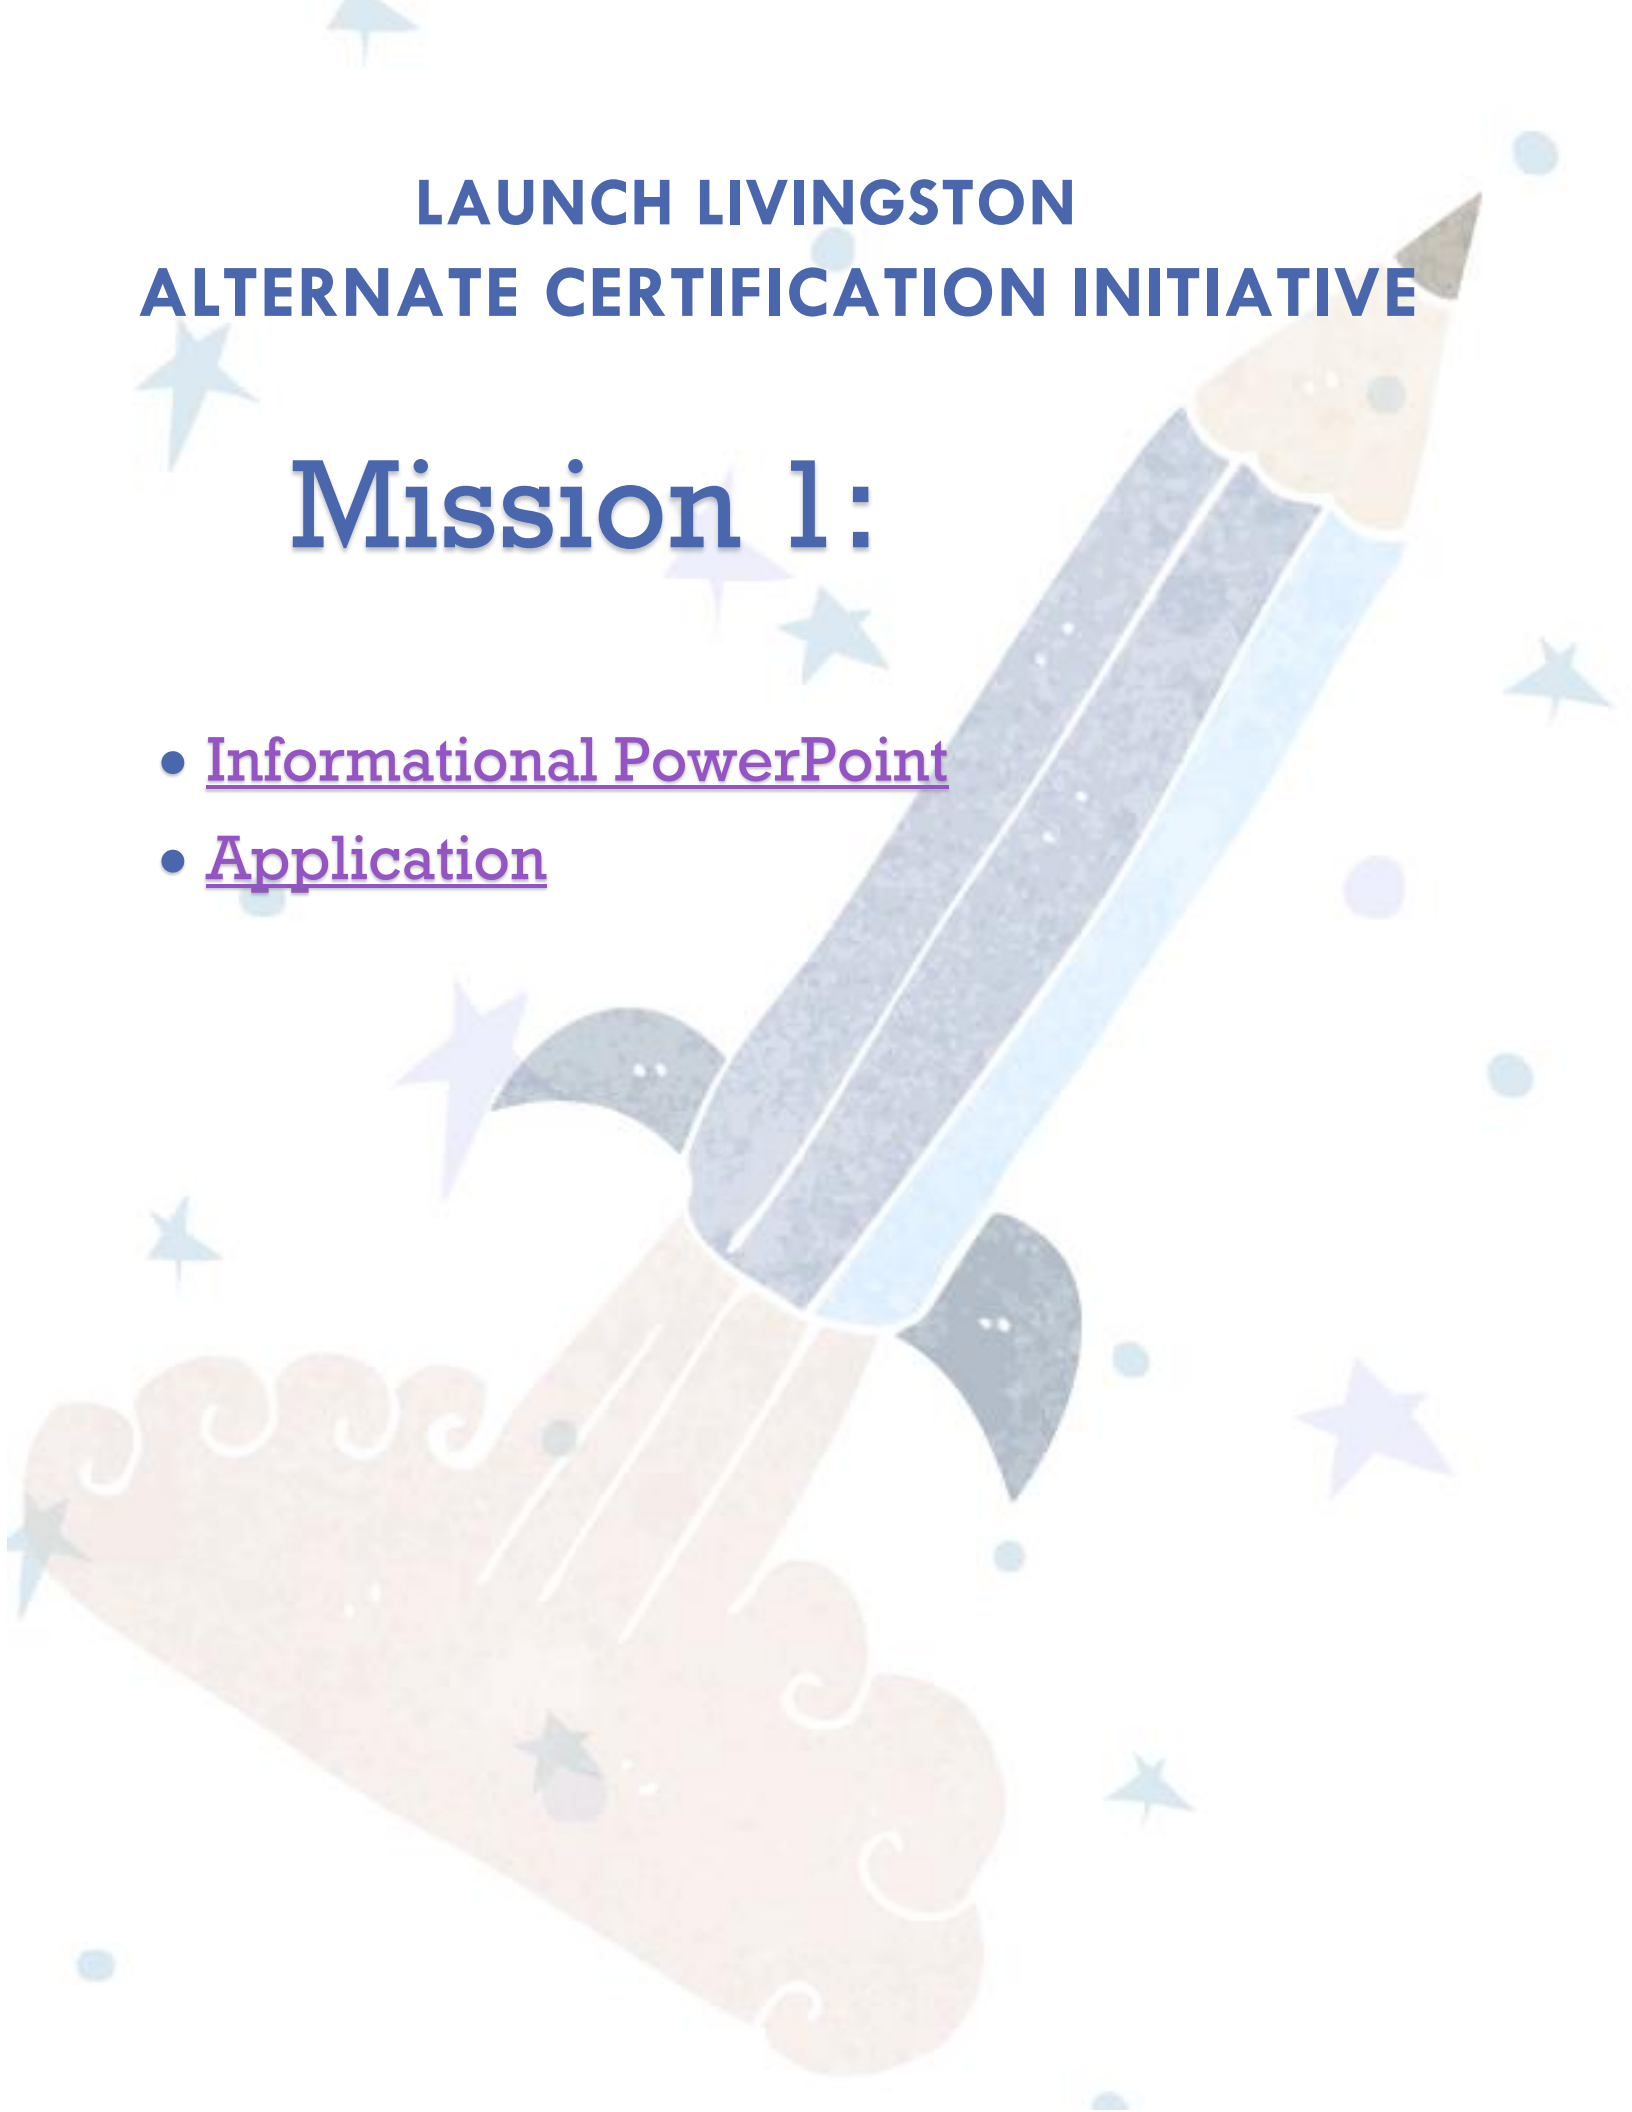 LAUNCH LIVINGSTON
ALTERNATE CERTIFICATION INITIATIVE
Mission 1:
• Informational PowerPoint
• Application